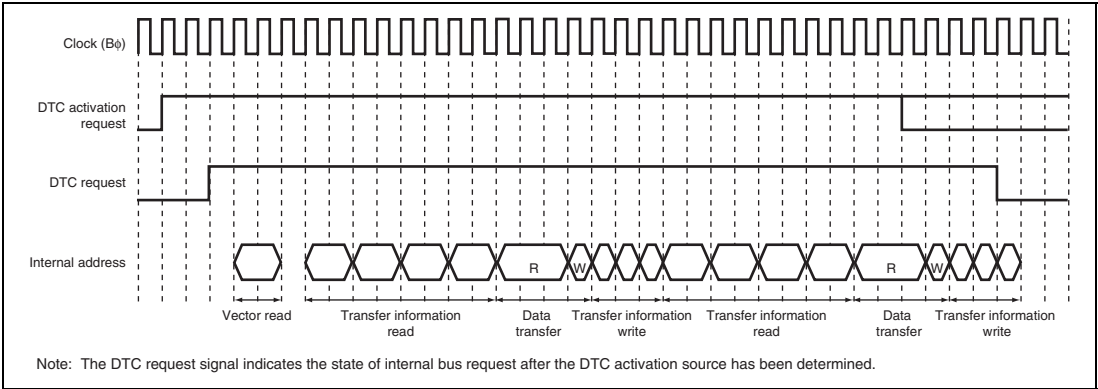 Clock (Bφ)
DTC activation
request
DTC request
Internal address
R
W
R
W
Vector read
Transfer information
read
Data
transfer
Transfer information
write
Transfer information
read
Data
transfer
Transfer information
write
Note: The DTC request signal indicates the state of internal bus request after the DTC activation source has been determined.